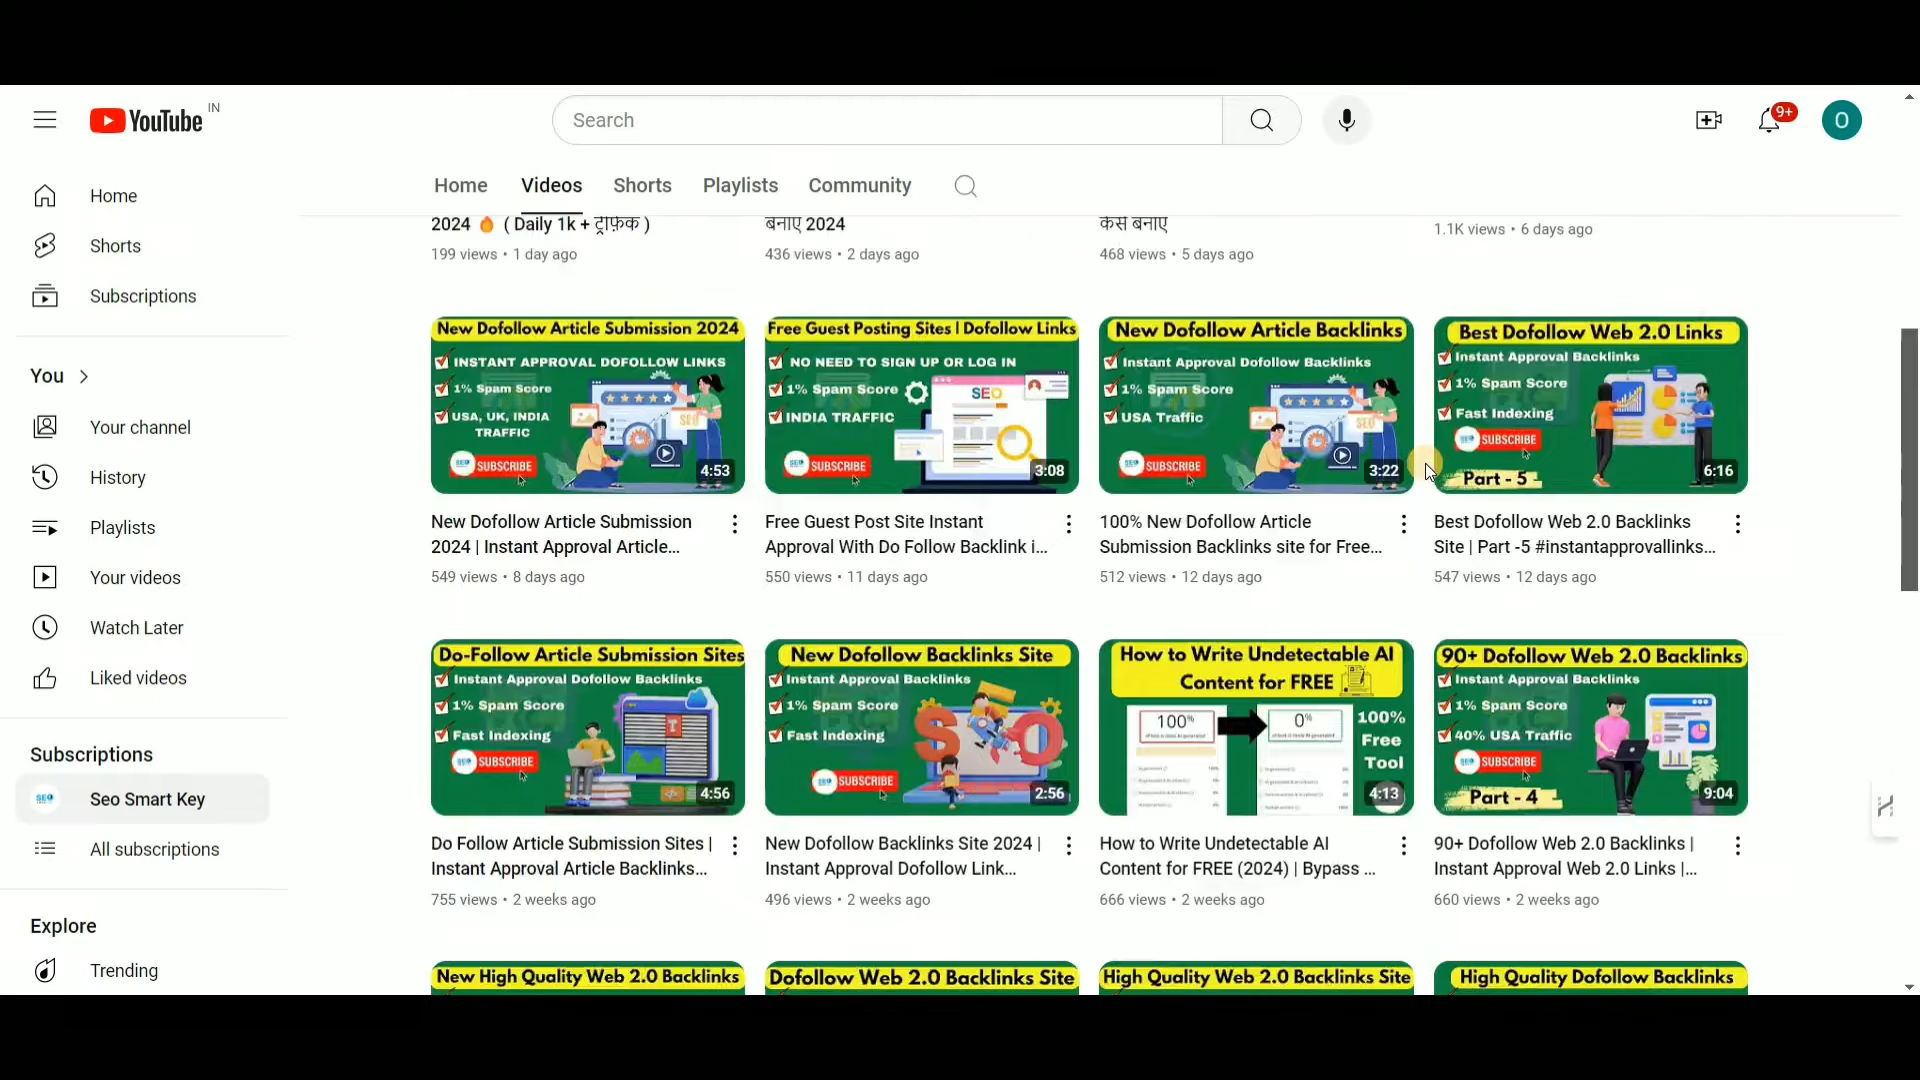 YouTube IN
Search
9+
O
Home
Shorts
Subscriptions
You
Your channel
History
Playlists
Your videos
Watch Later
Liked videos
Subscriptions
SEO Seo Smart Key
All subscriptions
Explore
Trending
Home Videos Shorts Playlists Community
2024 🔥 ( Daily 1k + ट्रैफिक )
199 views • 1 day ago
बनाए 2024
436 views • 2 days ago
कैसे बनाए
468 views • 5 days ago
1.1K views • 6 days ago
New Dofollow Article Submission 2024
INSTANT APPROVAL DOFOLLOW LINKS
1% Spam Score
USA, UK, INDIA
TRAFFIC
SEO
SUBSCRIBE
4:53
New Dofollow Article Submission
2024 | Instant Approval Article...
549 views • 8 days ago
Free Guest Posting Sites | Dofollow Links
NO NEED TO SIGN UP OR LOG IN
1% Spam Score
INDIA TRAFFIC
SEO
SUBSCRIBE
3:08
Free Guest Post Site Instant
Approval With Do Follow Backlink i...
550 views • 11 days ago
New Dofollow Article Backlinks
Instant Approval Dofollow Backlinks
1% Spam Score
USA Traffic
SEO
SUBSCRIBE
3:22
100% New Dofollow Article
Submission Backlinks site for Free...
512 views • 12 days ago
Best Dofollow Web 2.0 Links
Instant Approval Backlinks
1% Spam Score
Fast Indexing
SUBSCRIBE
Part - 5
6:16
Best Dofollow Web 2.0 Backlinks
Site | Part -5 #instantapprovallinks...
547 views • 12 days ago
Do-Follow Article Submission Sites
Instant Approval Dofollow Backlinks
1% Spam Score
Fast Indexing
SUBSCRIBE
T
4:56
Do Follow Article Submission Sites |
Instant Approval Article Backlinks...
755 views • 2 weeks ago
New Dofollow Backlinks Site
Instant Approval Backlinks
1% Spam Score
Fast Indexing
SEO
SUBSCRIBE
2:56
New Dofollow Backlinks Site 2024 |
Instant Approval Dofollow Link...
496 views • 2 weeks ago
How to Write Undetectable AI
Content for FREE
100%
0%
100%
Free
Tool
4:13
How to Write Undetectable AI
Content for FREE (2024) | Bypass ...
666 views • 2 weeks ago
90+ Dofollow Web 2.0 Backlinks
Instant Approval Backlinks
1% Spam Score
40% USA Traffic
SUBSCRIBE
Part - 4
9:04
90+ Dofollow Web 2.0 Backlinks |
Instant Approval Web 2.0 Links |...
660 views • 2 weeks ago
New High Quality Web 2.0 Backlinks
Dofollow Web 2.0 Backlinks Site
High Quality Web 2.0 Backlinks Site
High Quality Dofollow Backlinks